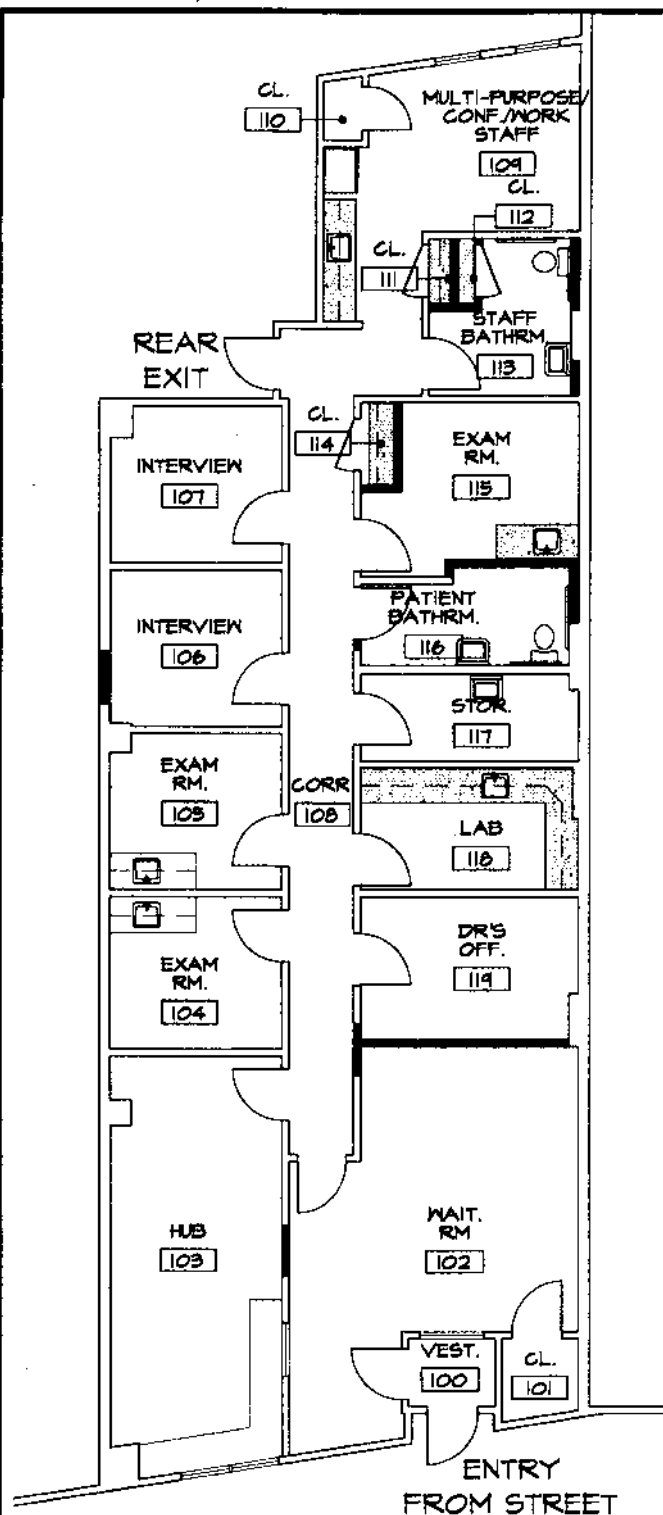 CL.
110
MULTI-PURPOSE/
CONF./WORK
STAFF
109
CL.
112
CL.
111
STAFF
BATHRM.
113
REAR
EXIT
CL.
114
EXAM
RM.
115
INTERVIEW
107
PATIENT
BATHRM.
116
INTERVIEW
106
STOR.
117
EXAM
RM.
105
CORR
108
LAB
118
EXAM
RM.
104
DR'S
OFF.
119
HUB
103
WAIT.
RM
102
VEST.
100
CL.
101
ENTRY
FROM STREET